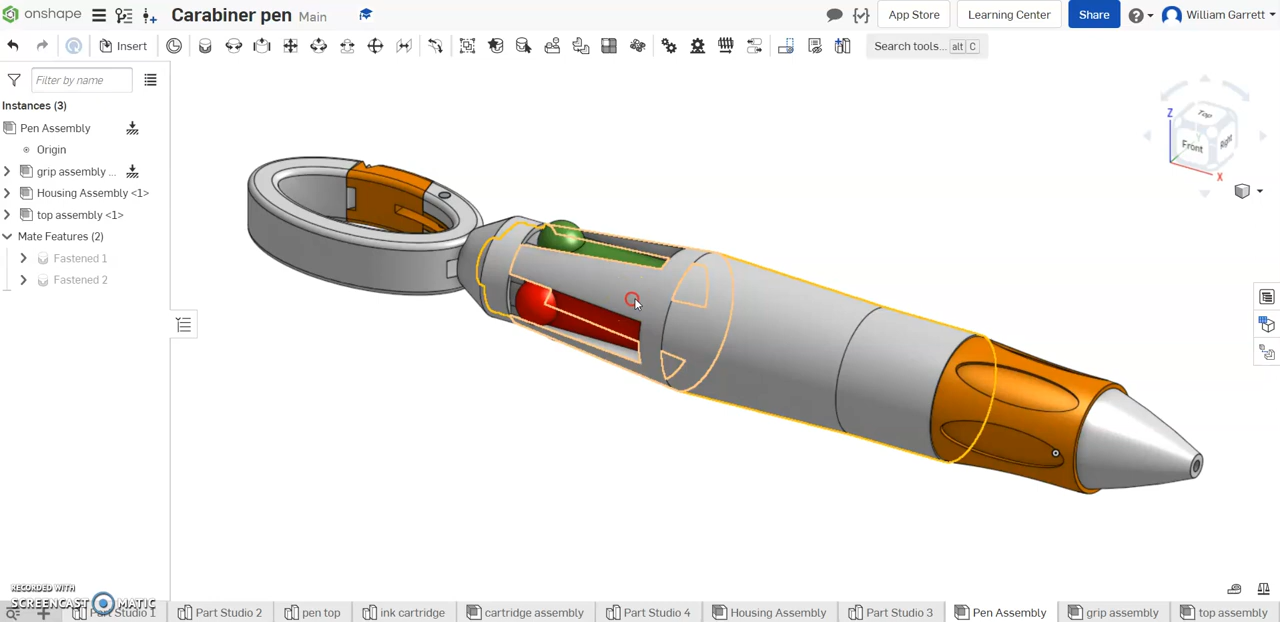 onshape Carabiner pen Main App Store Learning Center Share William Garrett
Insert Search tools... alt C
Filter by name
Instances (3)
Pen Assembly
Origin
grip assembly ...
Housing Assembly <1>
top assembly <1>
Mate Features (2)
Fastened 1
Fastened 2
Top
Front
Right
Z
X
RECORDED WITH
SCREENCAST MATIC
Part Studio 1 Part Studio 2 pen top ink cartridge cartridge assembly Part Studio 4 Housing Assembly Part Studio 3 Pen Assembly grip assembly top assembly